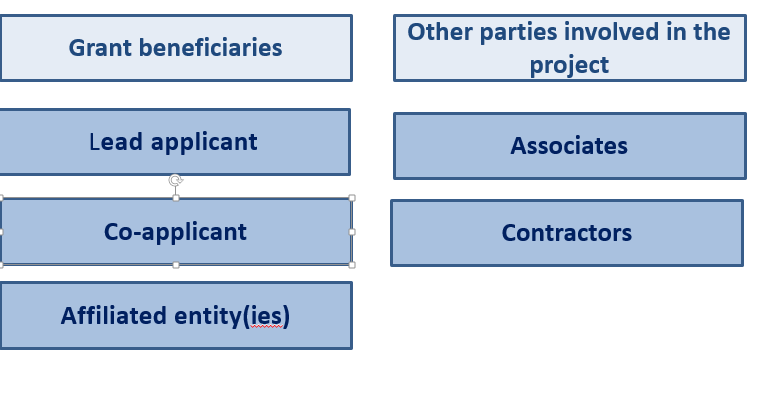 Grant beneficiaries
Lead applicant
Co-applicant
Affiliated entity(ies)
Other parties involved in the
project
Associates
Contractors